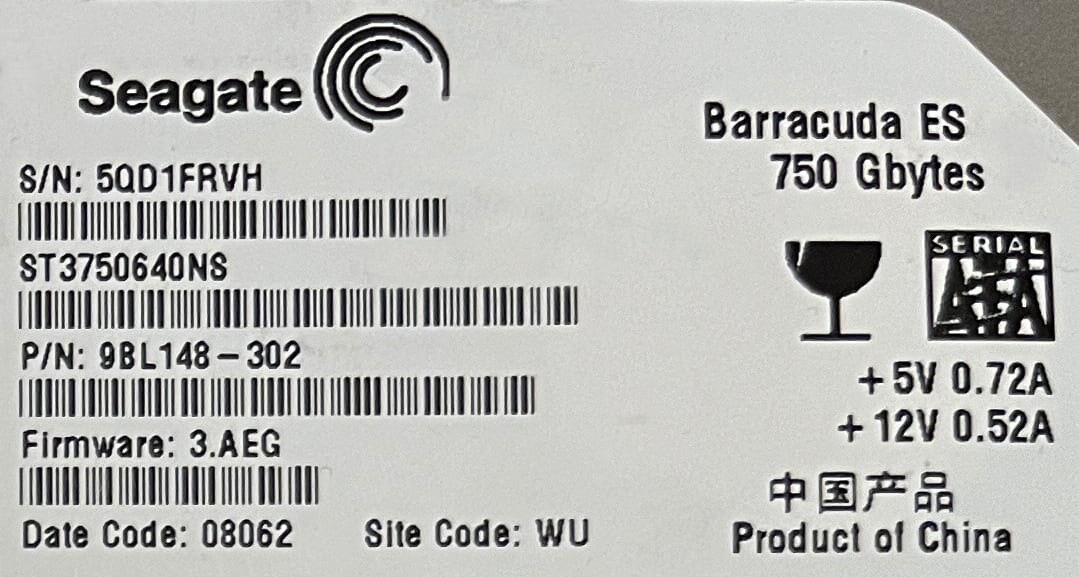 Seagate
Barracuda ES
750 Gbytes
S/N: 5QD1FRVH
ST3750640NS
P/N: 9BL148-302
Firmware: 3.AEG
Date Code: 08062
Site Code: WU
SERIAL
ATA
+5V 0.72A
+12V 0.52A
中国产品
Product of China